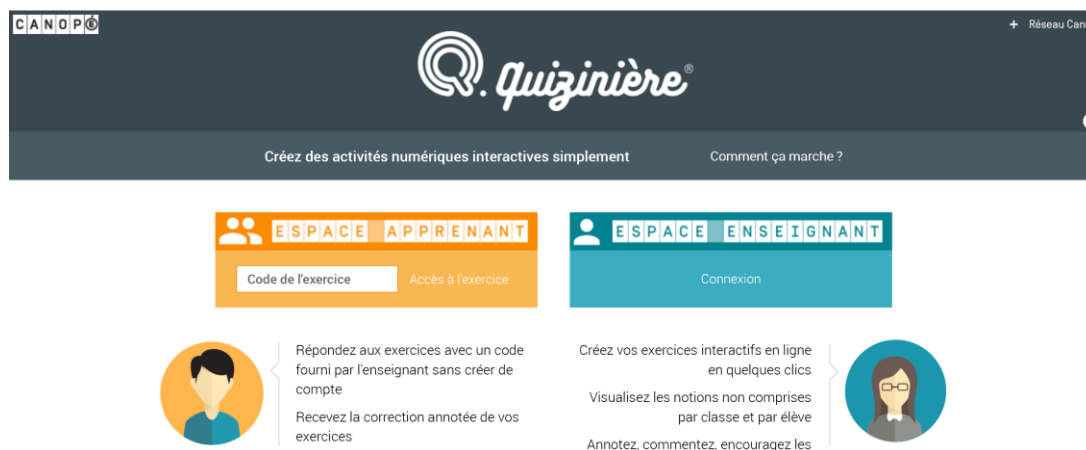 CANOPÉ
+ Réseau Can
Quizinière®
Créez des activités numériques interactives simplement
Comment ça marche ?
ESPACE APPRENANT
Code de l'exercice
Accès à l'exercice
Répondez aux exercices avec un code
fourni par l'enseignant sans créer de
compte
Recevez la correction annotée de vos
exercices
ESPACE ENSEIGNANT
Connexion
Créez vos exercices interactifs en ligne
en quelques clics
Visualisez les notions non comprises
par classe et par élève
Annotez, commentez, encouragez les